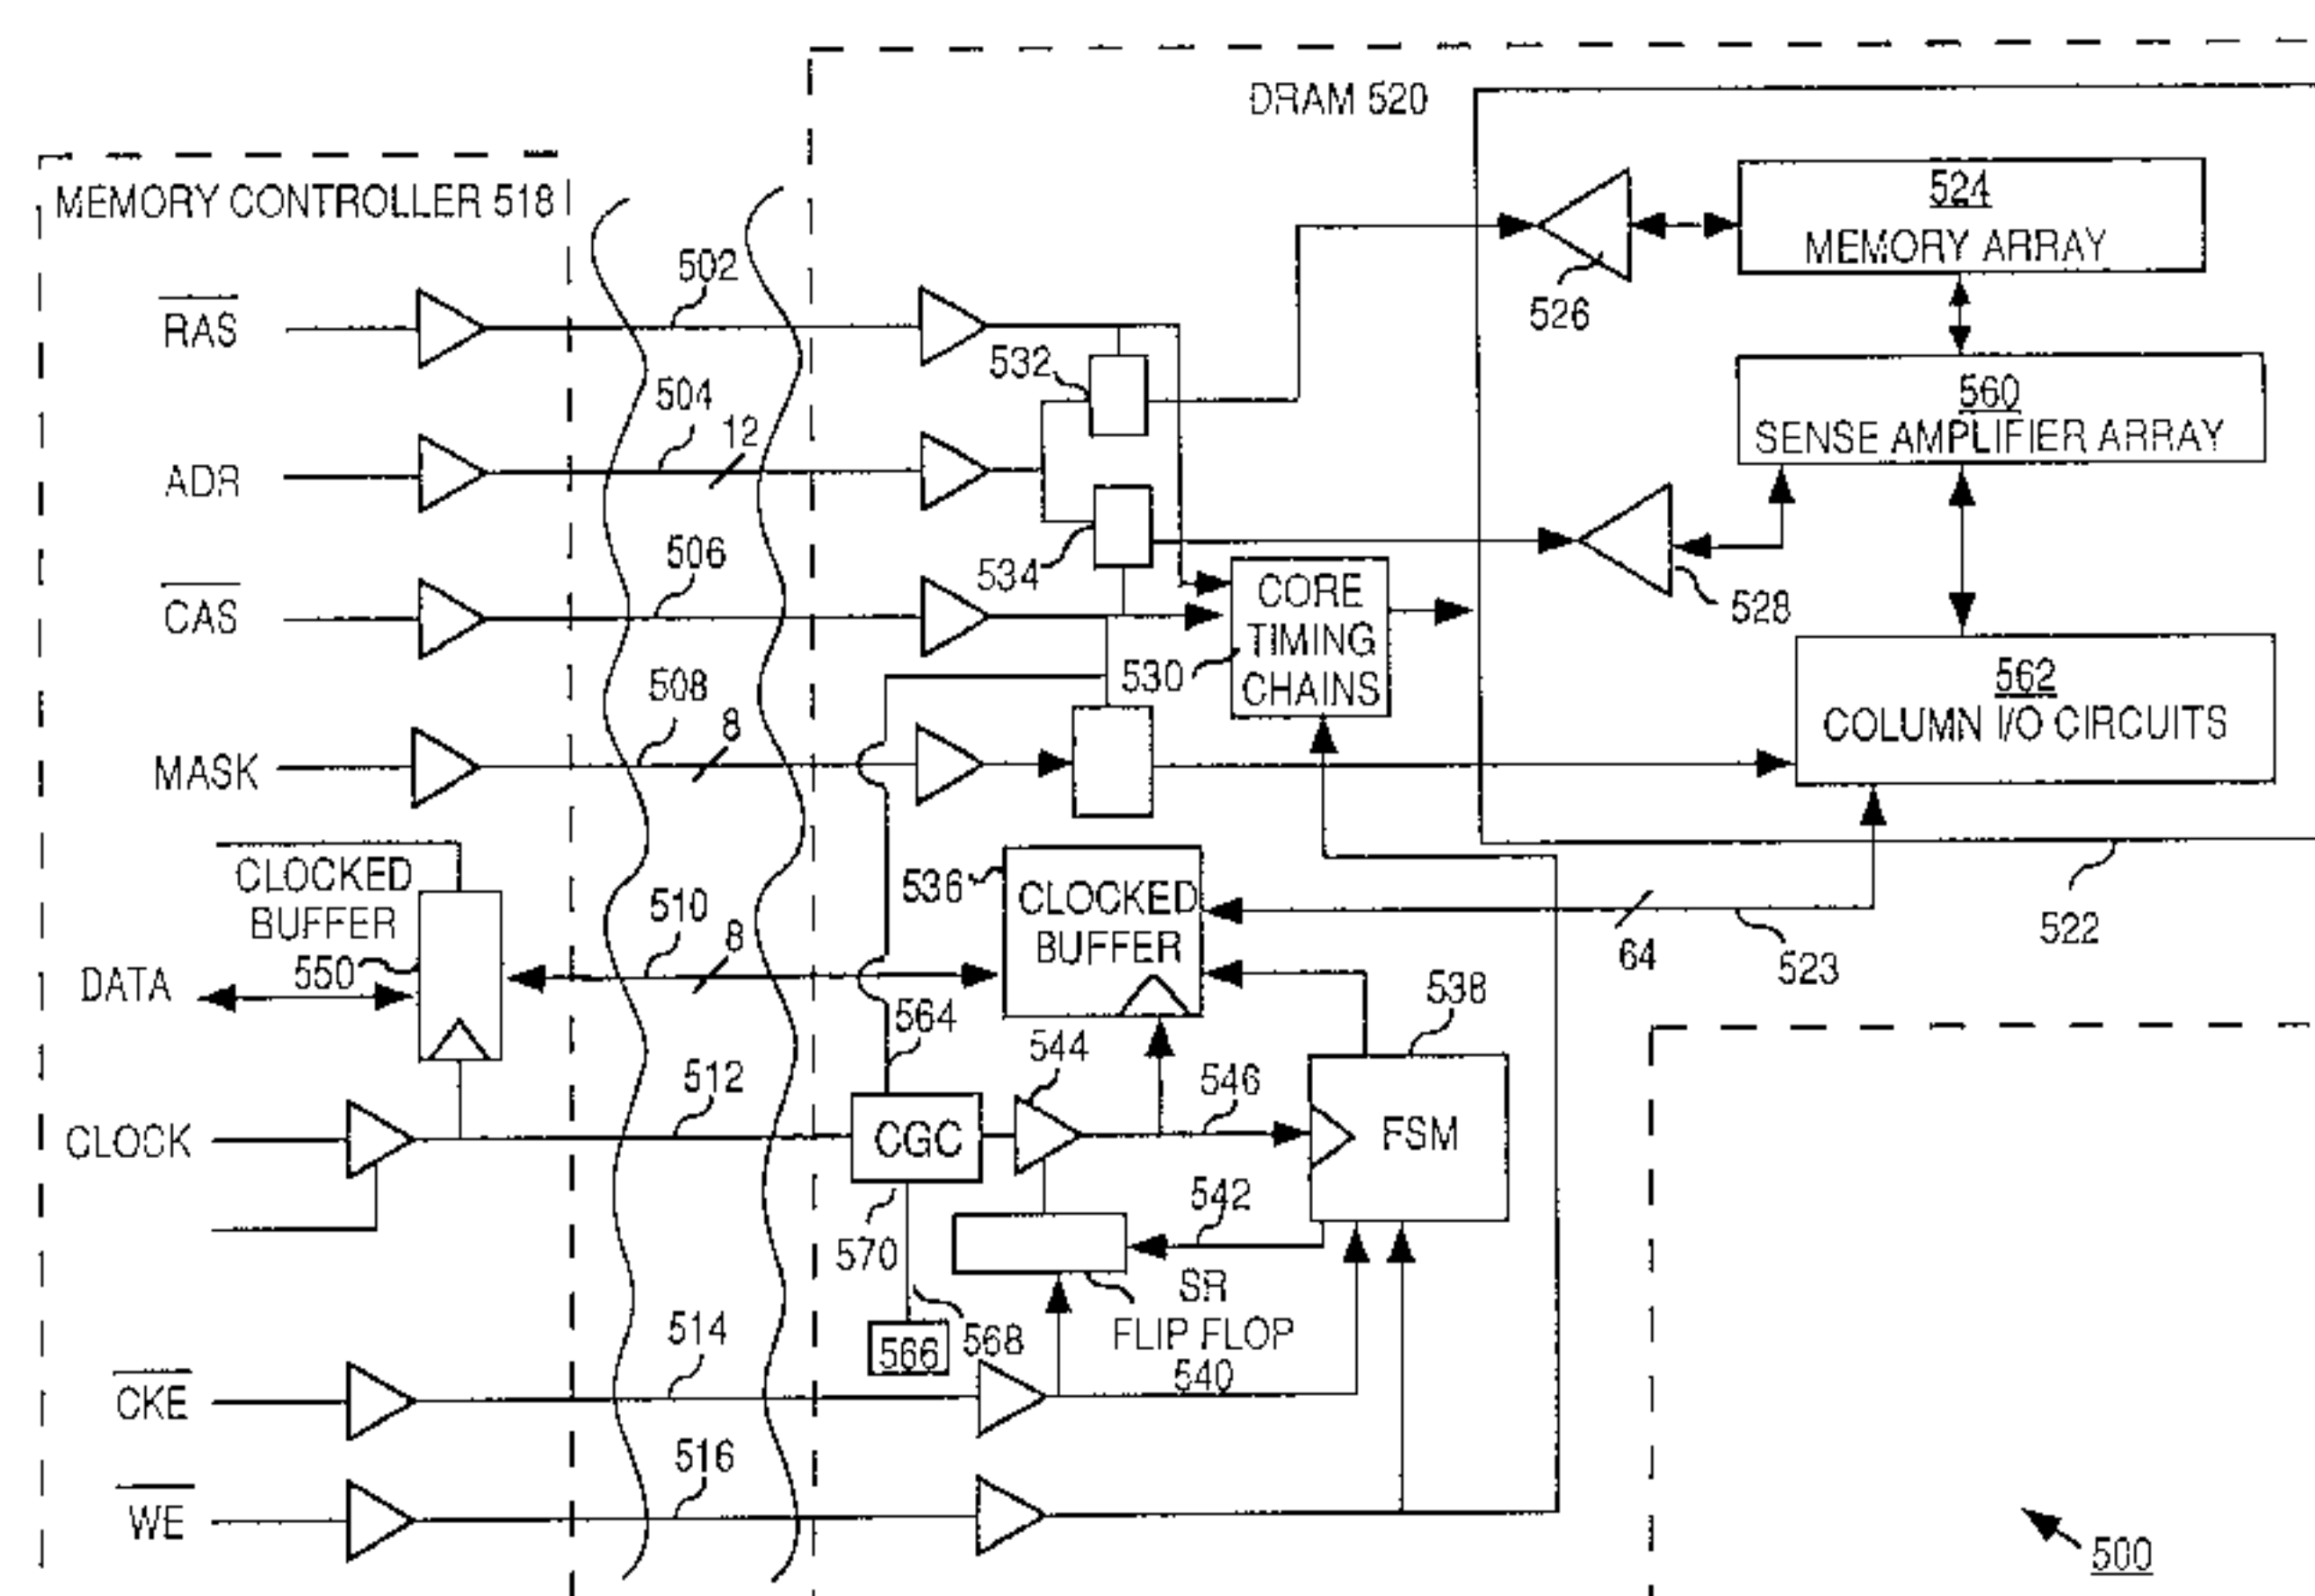 DRAM 520
MEMORY CONTROLLER 518
524
MEMORY ARRAY
526
RAS
502
532
504
12
560
SENSE AMPLIFIER ARRAY
ADR
534
506
CAS
CORE
TIMING
CHAINS
530
528
508
8
562
COLUMN I/O CIRCUITS
MASK
CLOCKED
BUFFER
550
510
8
536
CLOCKED
BUFFER
64
523
522
DATA
564
538
544
512
546
CLOCK
CGC
FSM
570
542
SR
FLIP FLOP
540
566
568
514
CKE
516
WE
500